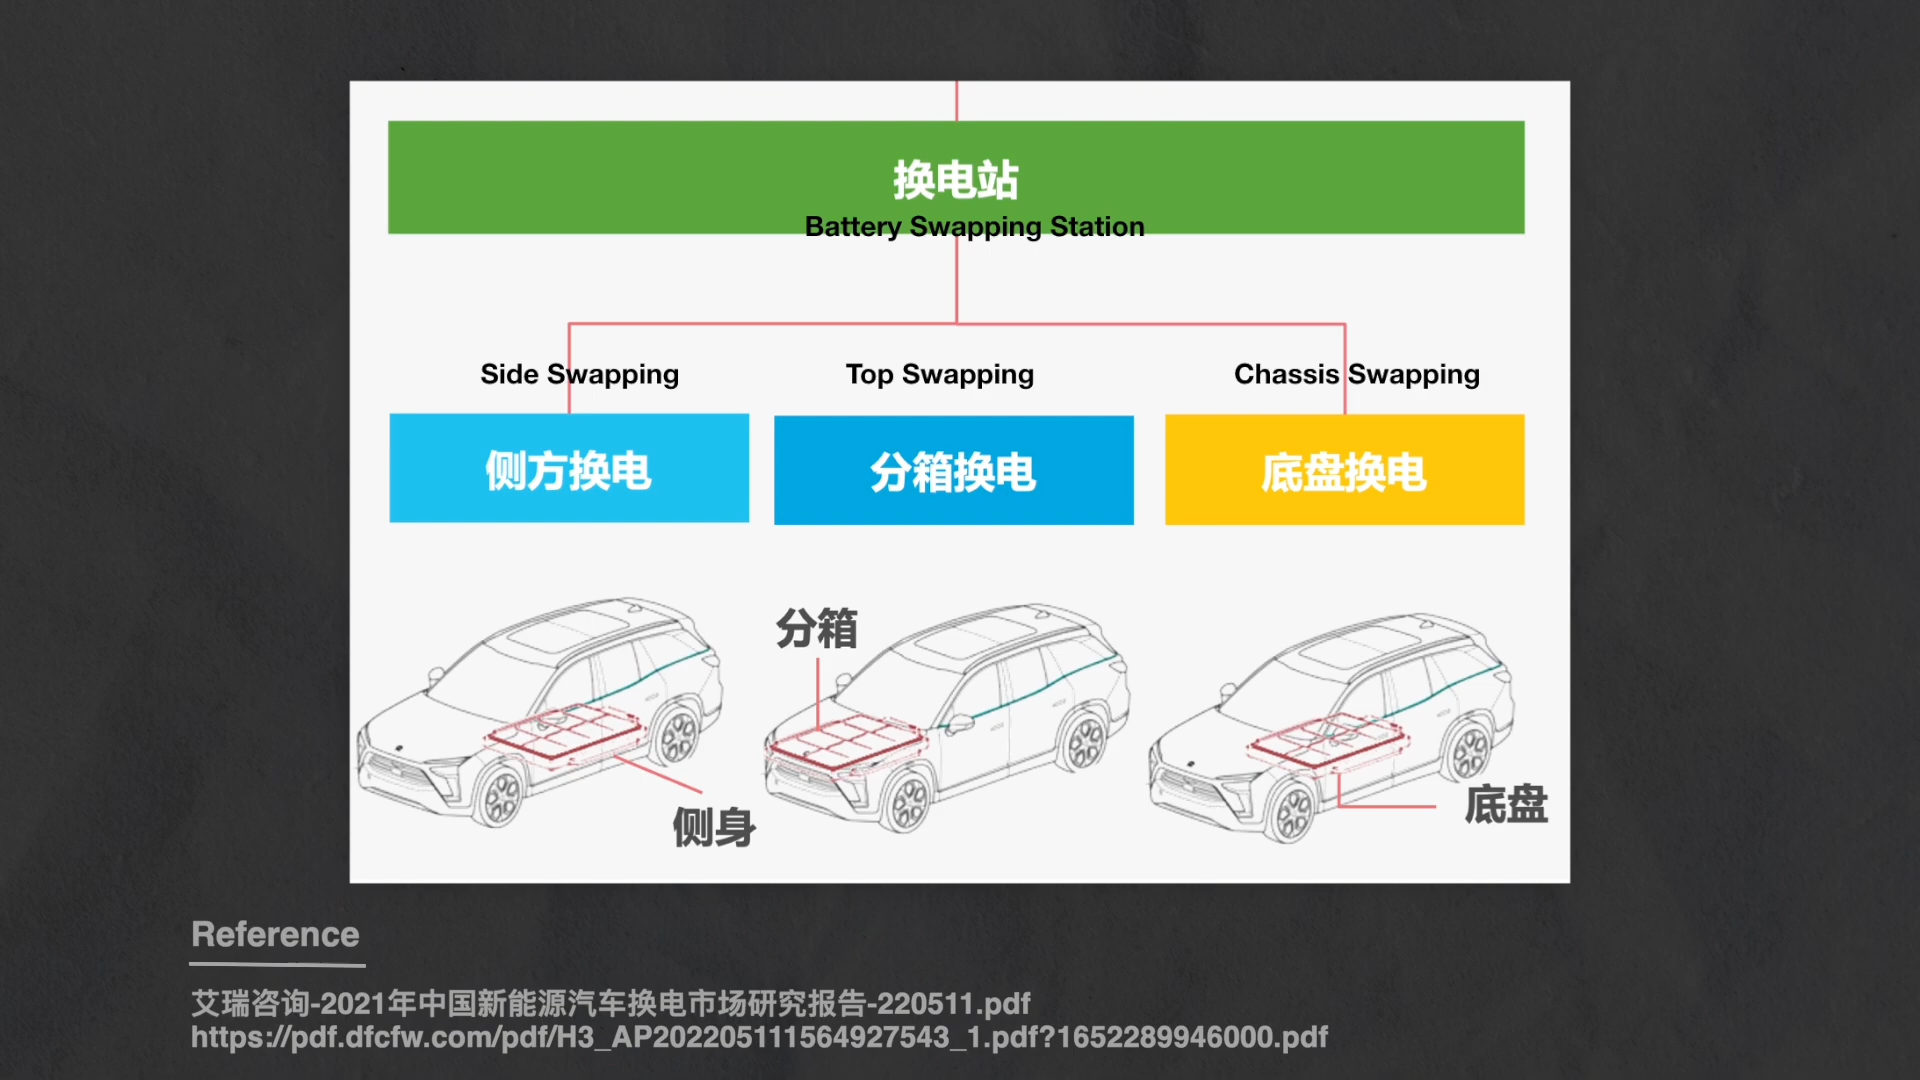 换电站
Battery Swapping Station
Side Swapping
Top Swapping
Chassis Swapping
侧方换电
分箱换电
底盘换电
分箱
侧身
底盘
Reference
艾瑞咨询-2021年中国新能源汽车换电市场研究报告-220511.pdf
https://pdf.dfcfw.com/pdf/H3_AP202205111564927543_1.pdf?1652289946000.pdf